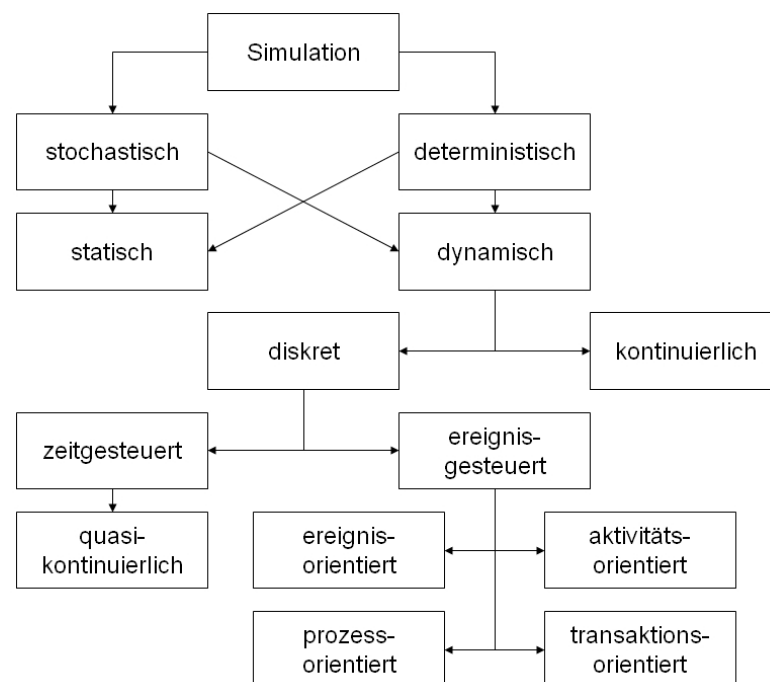 Simulation
stochastisch
deterministisch
statisch
dynamisch
diskret
kontinuierlich
zeitgesteuert
ereignis-
gesteuert
quasi-
kontinuierlich
ereignis-
orientiert
aktivitäts-
orientiert
prozess-
orientiert
transaktions-
orientiert